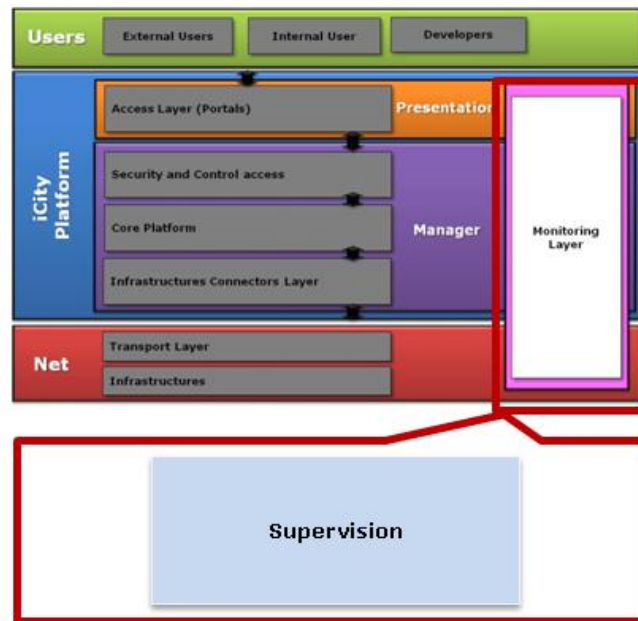 Users
External Users
Internal User
Developers
iCity
Platform
Access Layer (Portals)
Presentation
Security and Control access
Core Platform
Manager
Infrastructures Connectors Layer
Monitoring
Layer
Net
Transport Layer
Infrastructures
Supervision